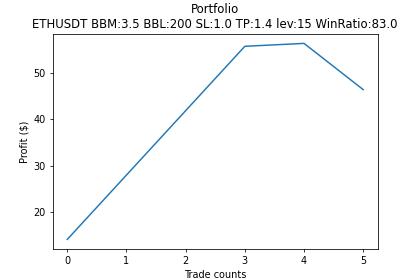 Portfolio
ETHUSDT BBM:3.5 BBL:200 SL:1.0 TP:1.4 lev:15 WinRatio:83.0
Profit ($)
50
40
30
20
0 1 2 3 4 5
Trade counts